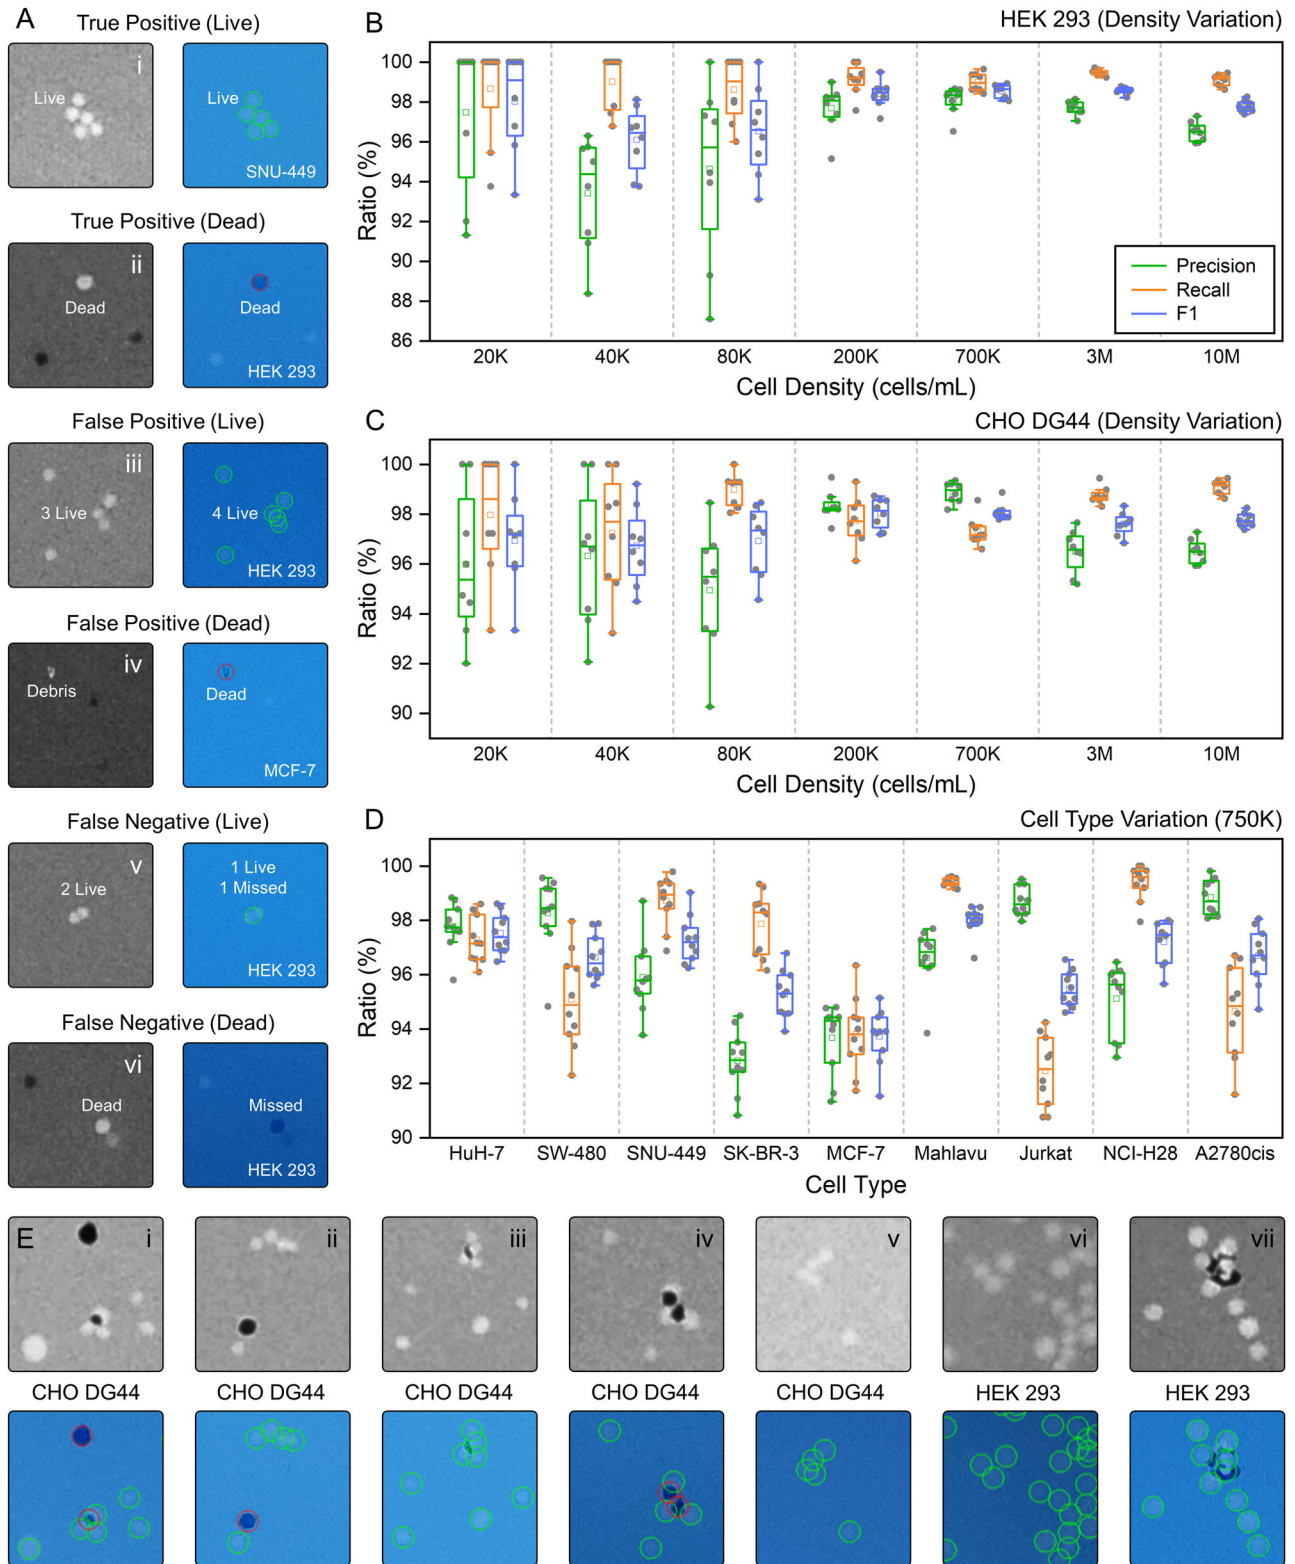 A
True Positive (Live)
i
Live
Live
SNU-449
True Positive (Dead)
ii
Dead
Dead
HEK 293
False Positive (Live)
iii
3 Live
4 Live
HEK 293
False Positive (Dead)
iv
Debris
Dead
MCF-7
False Negative (Live)
v
2 Live
1 Live
1 Missed
HEK 293
False Negative (Dead)
vi
Dead
Missed
HEK 293
B
HEK 293 (Density Variation)
Ratio (%)
100
98
96
94
92
90
88
86
Precision
Recall
F1
20K 40K 80K 200K 700K 3M 10M
Cell Density (cells/mL)
C
CHO DG44 (Density Variation)
Ratio (%)
100
98
96
94
92
90
20K 40K 80K 200K 700K 3M 10M
Cell Density (cells/mL)
D
Cell Type Variation (750K)
Ratio (%)
100
98
96
94
92
90
HuH-7 SW-480 SNU-449 SK-BR-3 MCF-7 Mahlavu Jurkat NCI-H28 A2780cis
Cell Type
E
i ii iii iv v vi vii
CHO DG44 CHO DG44 CHO DG44 CHO DG44 CHO DG44 HEK 293 HEK 293